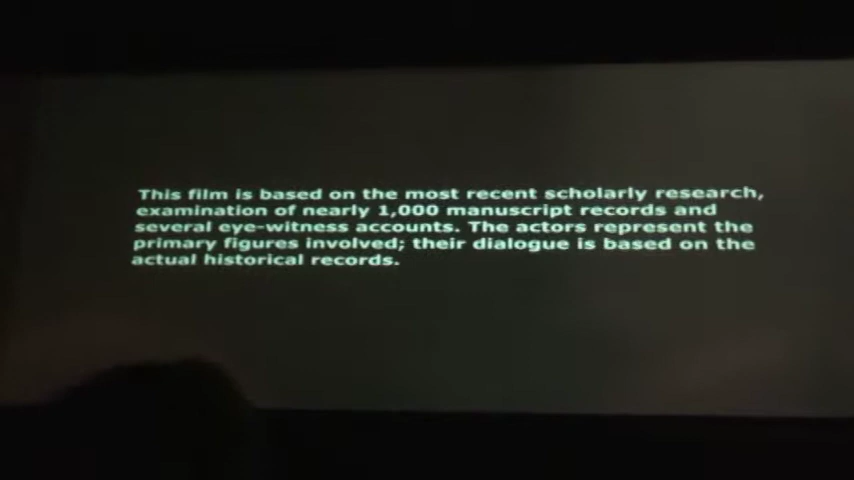 This film is based on the most recent scholarly research,
examination of nearly 1,000 manuscript records and
several eye-witness accounts. The actors represent the
primary figures involved; their dialogue is based on the
actual historical records.